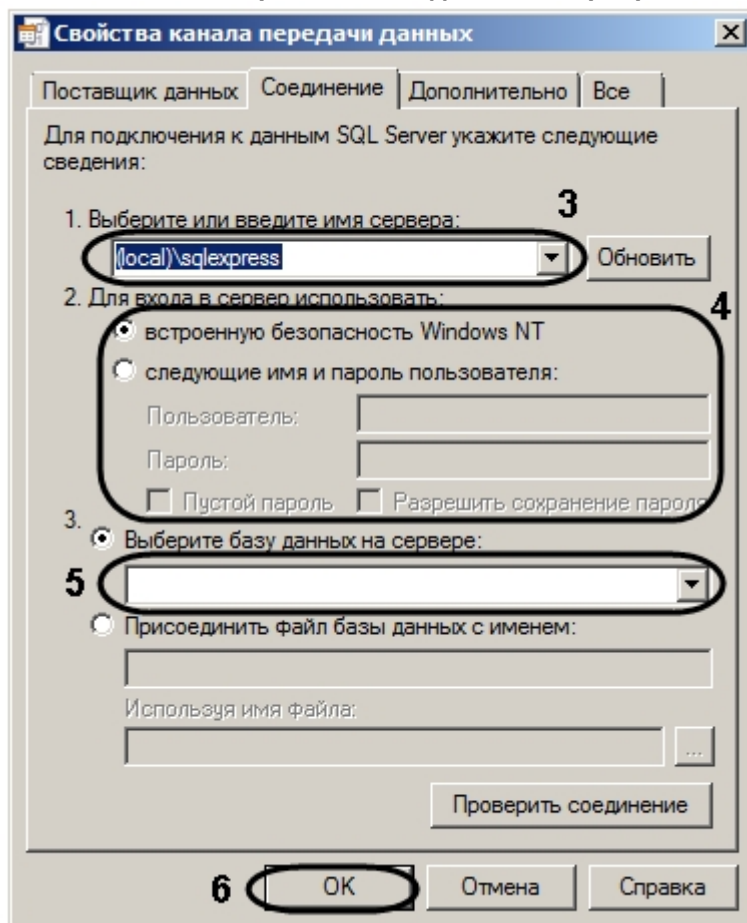 Свойства канала передачи данных
Поставщик данных Соединение Дополнительно Все
Для подключения к данным SQL Server укажите следующие
сведения:
3
1. Выберите или введите имя сервера:
(local)\sqlexpress Обновить
2. Для входа в сервер использовать:
4
встроенную безопасность Windows NT
следующие имя и пароль пользователя:
Пользователь:
Пароль:
Пустой пароль Разрешить сохранение пароля
3. Выберите базу данных на сервере:
5
Присоединить файл базы данных с именем:
Используя имя файла:
...
Проверить соединение
6 OK Отмена Справка